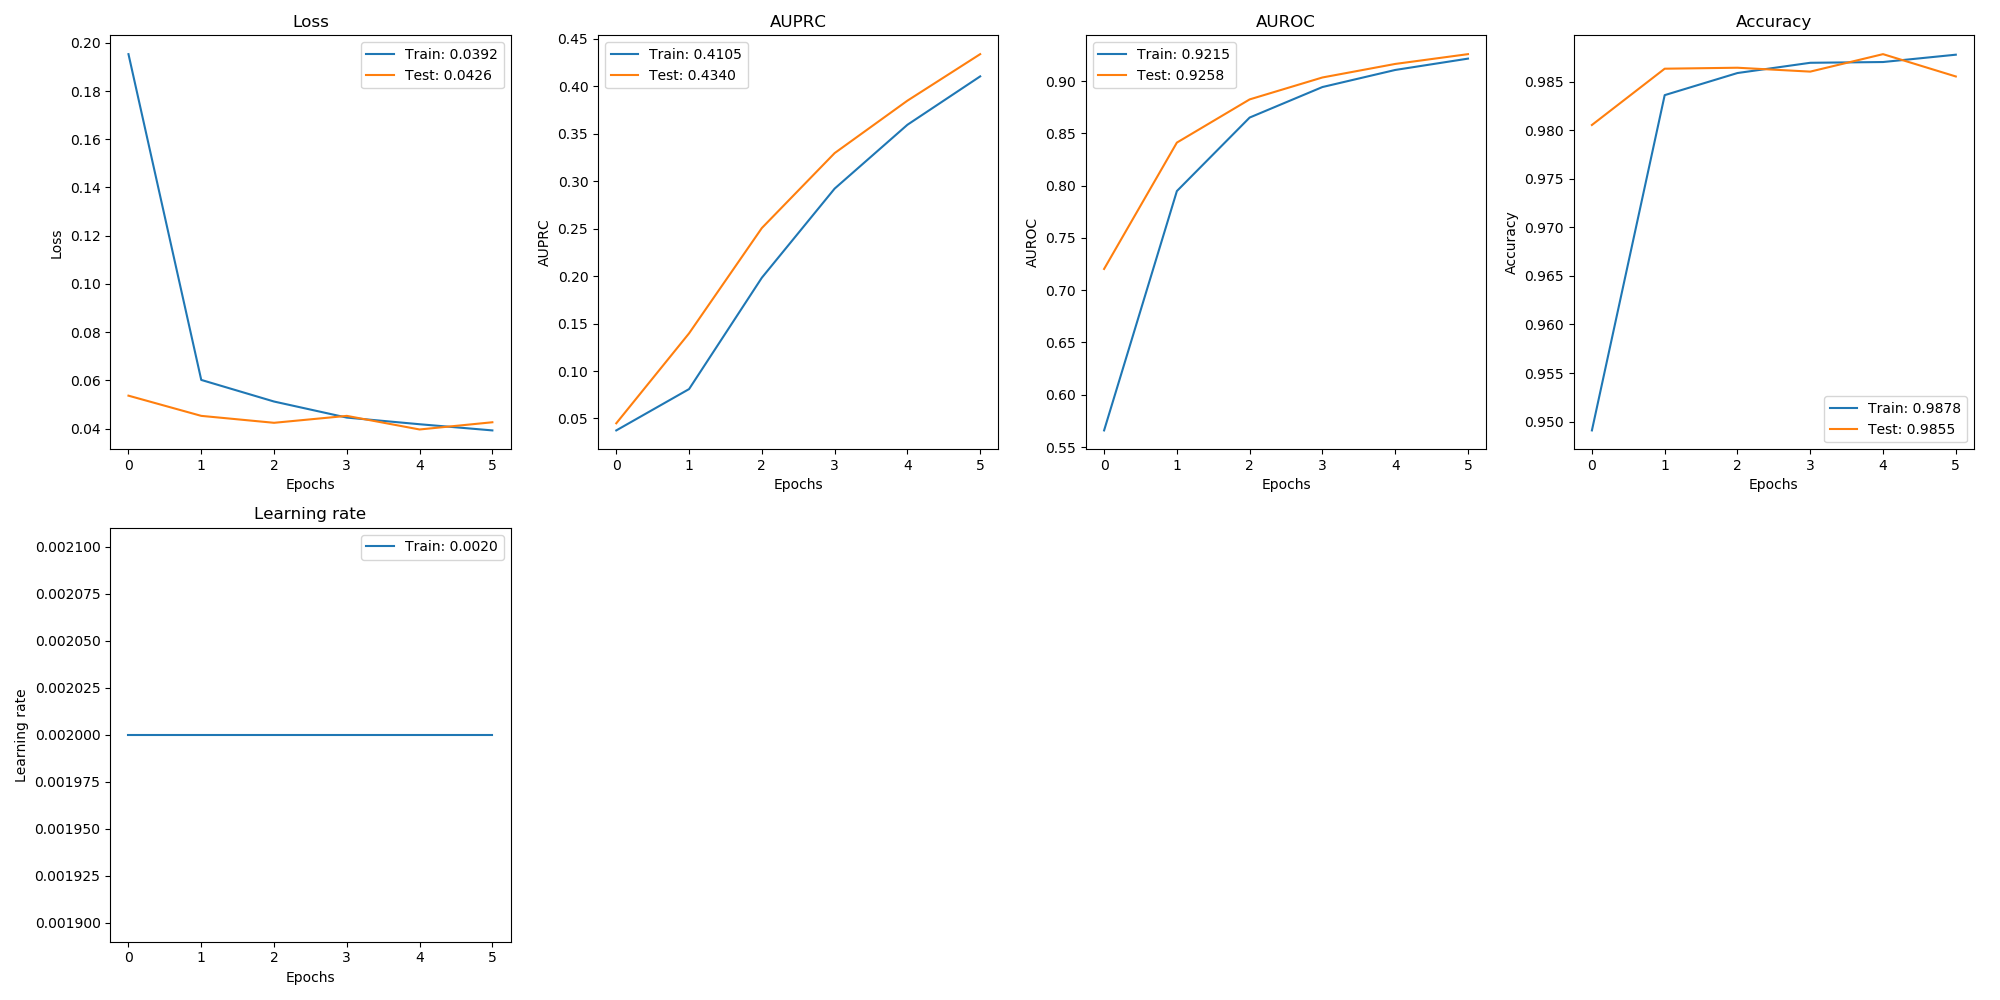 Loss
Train: 0.0392
Test: 0.0426
0.20
0.18
0.16
0.14
0.12
0.10
0.08
0.06
0.04
Loss
0 1 2 3 4 5
Epochs
AUPRC
Train: 0.4105
Test: 0.4340
0.45
0.40
0.35
0.30
0.25
0.20
0.15
0.10
0.05
AUPRC
0 1 2 3 4 5
Epochs
AUROC
Train: 0.9215
Test: 0.9258
0.90
0.85
0.80
0.75
0.70
0.65
0.60
0.55
AUROC
0 1 2 3 4 5
Epochs
Accuracy
0.985
0.980
0.975
0.970
0.965
0.960
0.955
0.950
Accuracy
Train: 0.9878
Test: 0.9855
0 1 2 3 4 5
Epochs
Learning rate
Train: 0.0020
0.002100
0.002075
0.002050
0.002025
0.002000
0.001975
0.001950
0.001925
0.001900
Learning rate
0 1 2 3 4 5
Epochs